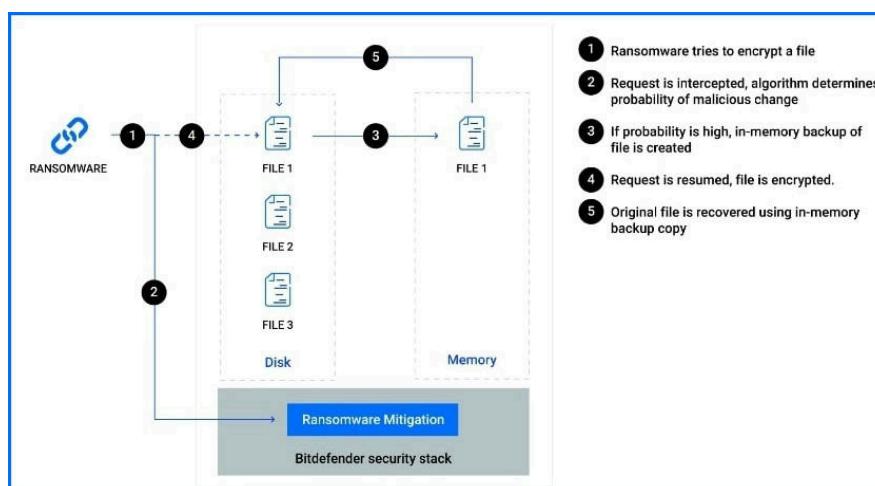 5
1
Ransomware tries to encrypt a file
2
Request is intercepted, algorithm determines
probability of malicious change
3
If probability is high, in-memory backup of
file is created
4
Request is resumed, file is encrypted.
5
Original file is recovered using in-memory
backup copy
1
4
3
RANSOMWARE
FILE 1
FILE 1
FILE 2
2
FILE 3
Disk
Memory
Ransomware Mitigation
Bitdefender security stack